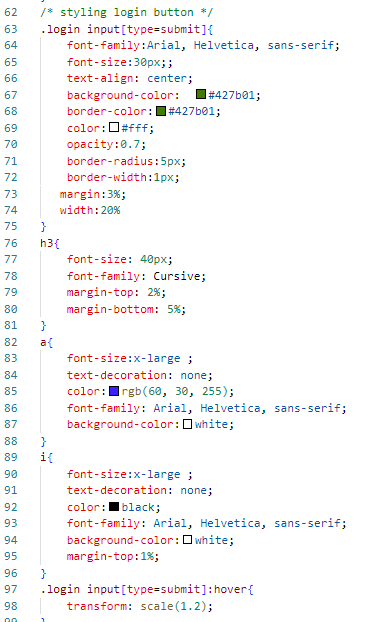 62 /* styling login button */
63 .login input[type=submit]{
64 font-family:Arial, Helvetica, sans-serif;
65 font-size:30px;;
66 text-align: center;
67 background-color: #427b01;
68 border-color:#427b01;
69 color:#fff;
70 opacity:0.7;
71 border-radius:5px;
72 border-width:1px;
73 margin:3%;
74 width:20%
75 }
76 h3{
77 font-size: 40px;
78 font-family: Cursive;
79 margin-top: 2%;
80 margin-bottom: 5%;
81 }
82 a{
83 font-size:x-large ;
84 text-decoration: none;
85 color:rgb(60, 30, 255);
86 font-family: Arial, Helvetica, sans-serif;
87 background-color:white;
88 }
89 i{
90 font-size:x-large ;
91 text-decoration: none;
92 color:black;
93 font-family: Arial, Helvetica, sans-serif;
94 background-color:white;
95 margin-top:1%;
96 }
97 .login input[type=submit]:hover{
98 transform: scale(1.2);
99 }